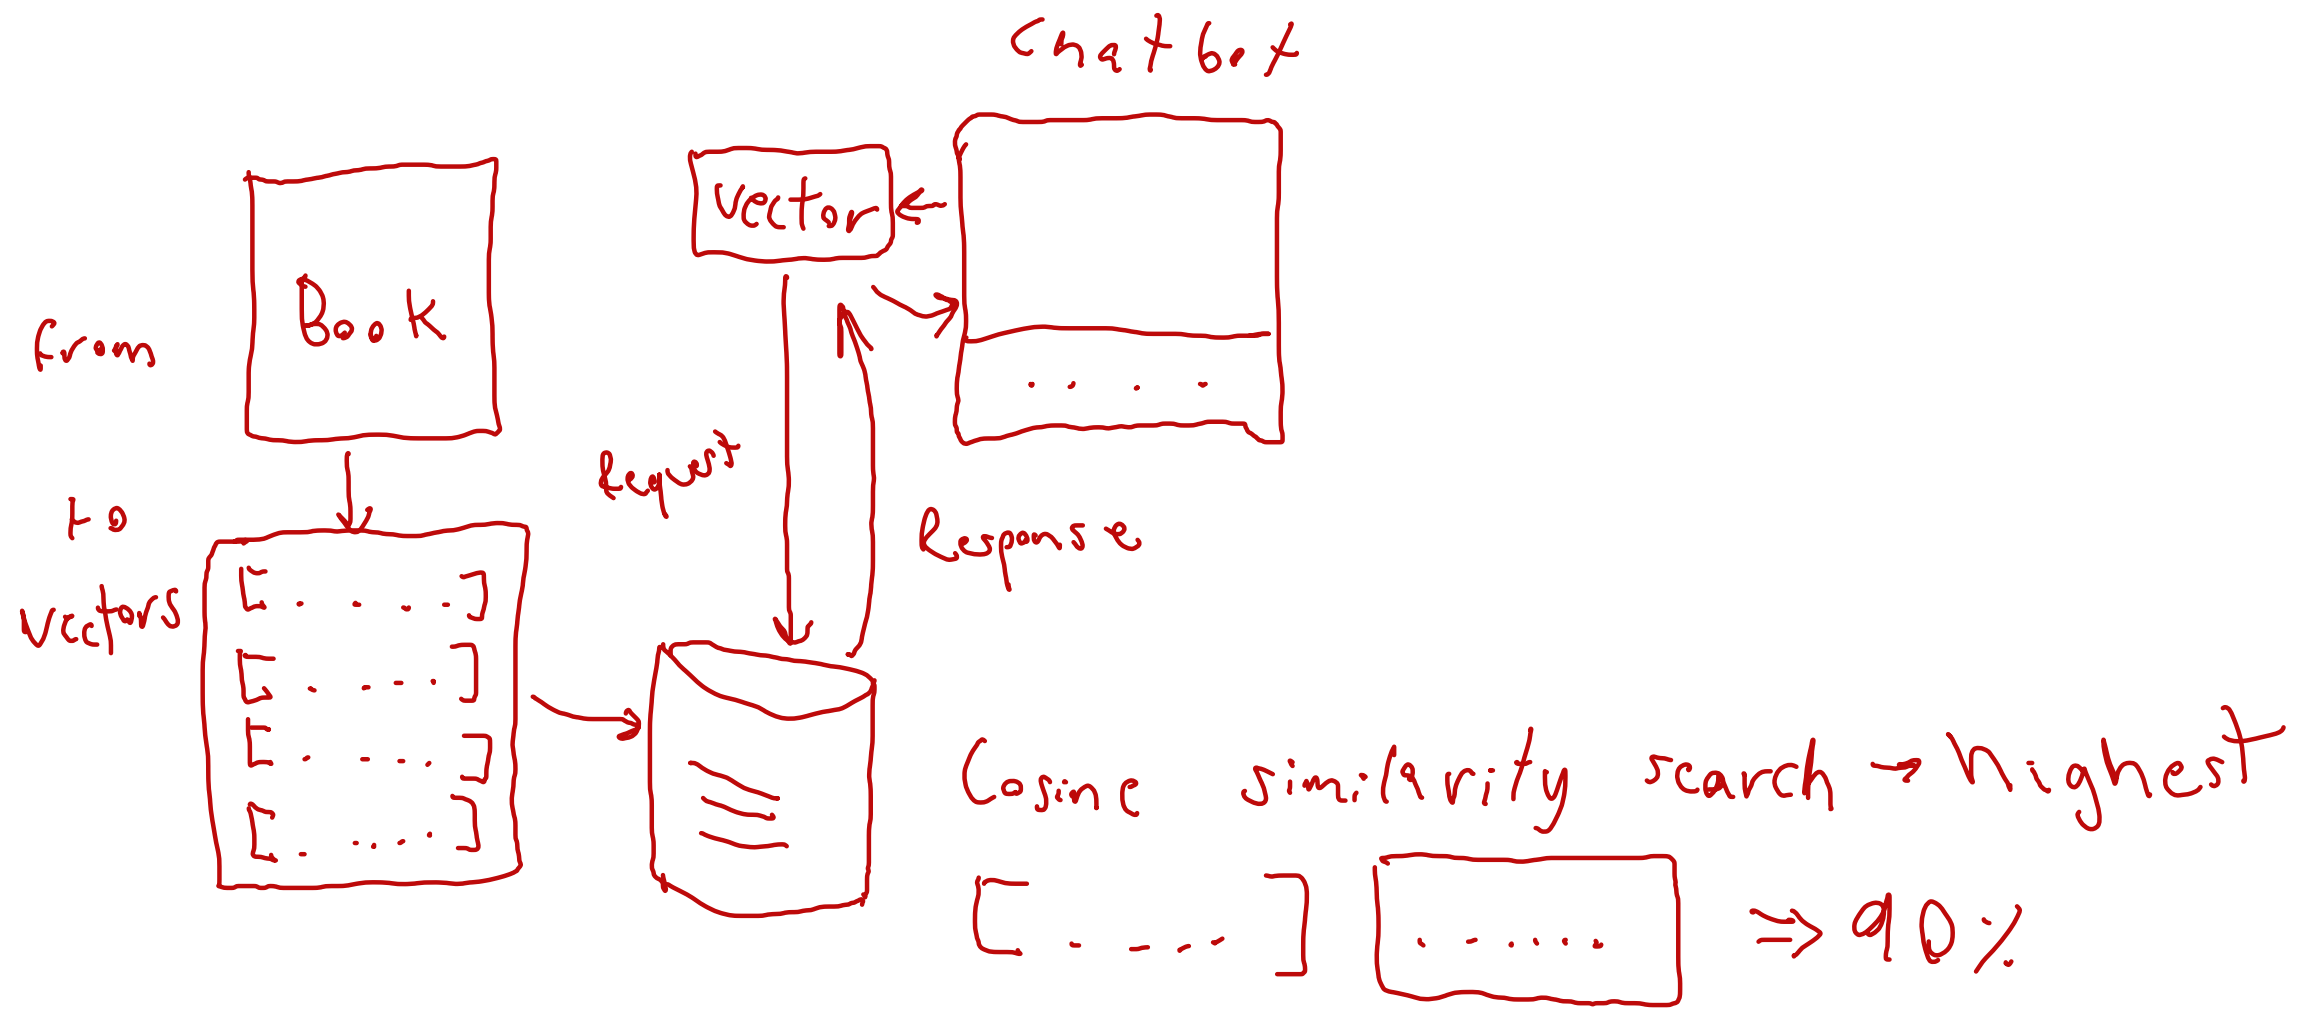 Chatbot
Vector
Book
From
Request
to
Response
Vectors
[ . . . . ]
[ . . . . ]
[ . . . . ]
[ . . . . . ]
. . . .
Cosine similarity search → highest
[ . . . . ] . . . . . ⇒ 90%